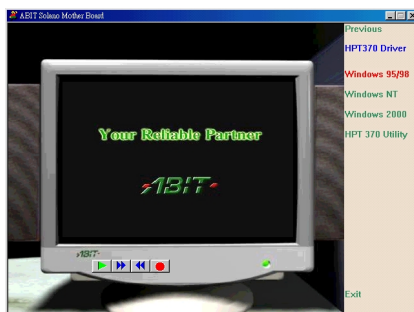 ABIT Solano Mother Board
Previous
HPT370 Driver
Windows 95/98
Windows NT
Windows 2000
HPT 370 Utility
Your Reliable Partner
ABIT
ABIT
Exit